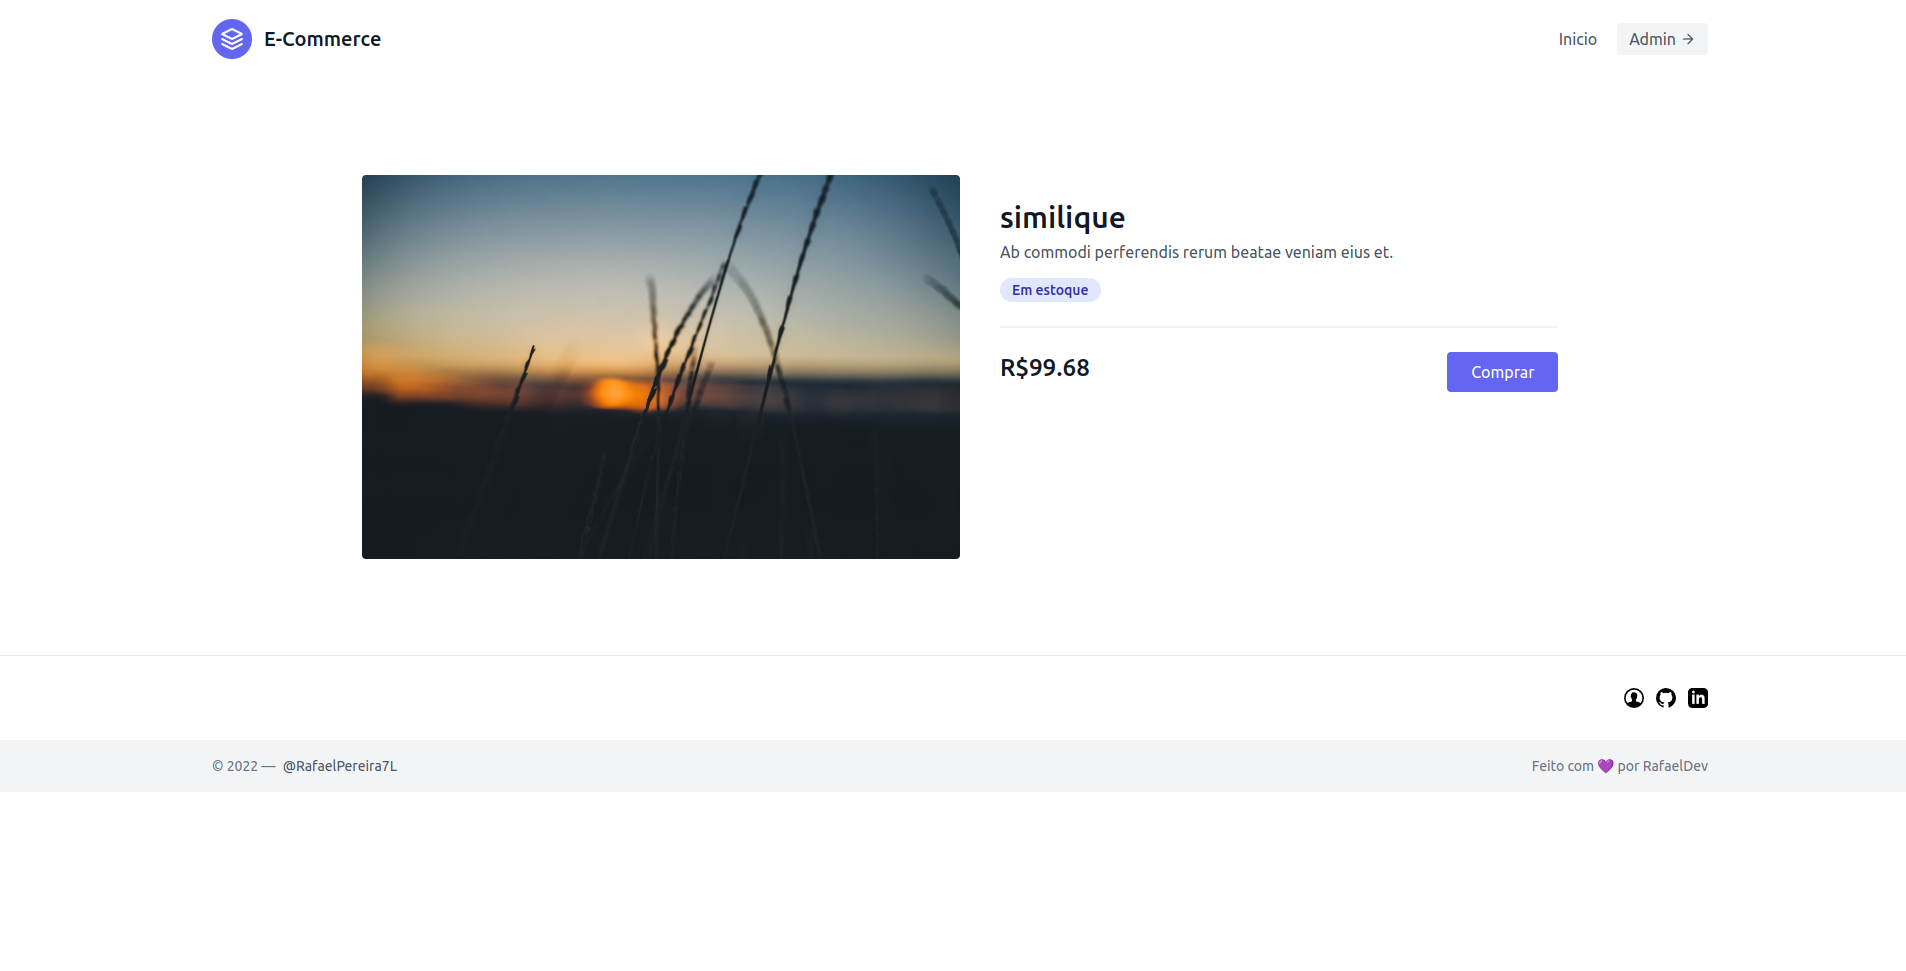 E-Commerce
Inicio
Admin →
similique
Ab commodi perferendis rerum beatae veniam eius et.
Em estoque
R$99.68
Comprar
in
© 2022 — @RafaelPereira7L
Feito com 💜 por RafaelDev